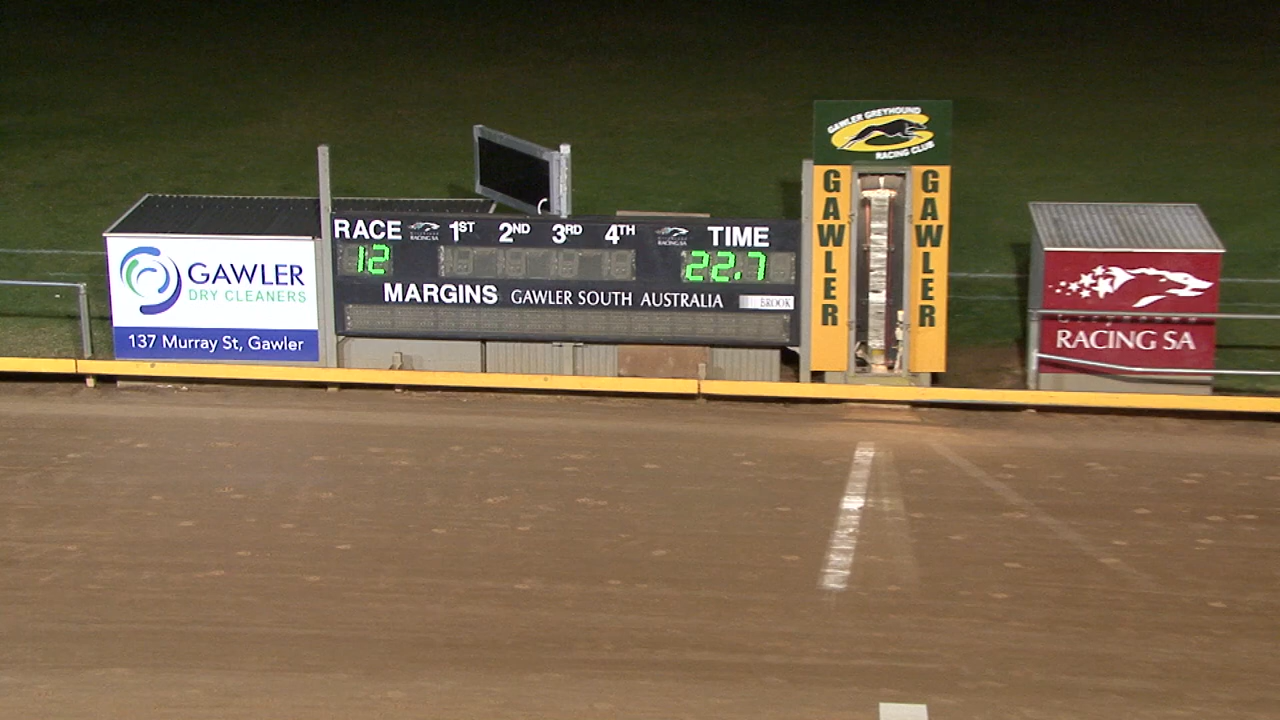 GAWLER GREYHOUND
RACING CLUB
GAWLER
GAWLER
RACE
1ST
2ND
3RD
4TH
TIME
12
22.7
MARGINS GAWLER SOUTH AUSTRALIA
BROOK
GAWLER
DRY CLEANERS
137 Murray St, Gawler
Greyhound
RACING SA